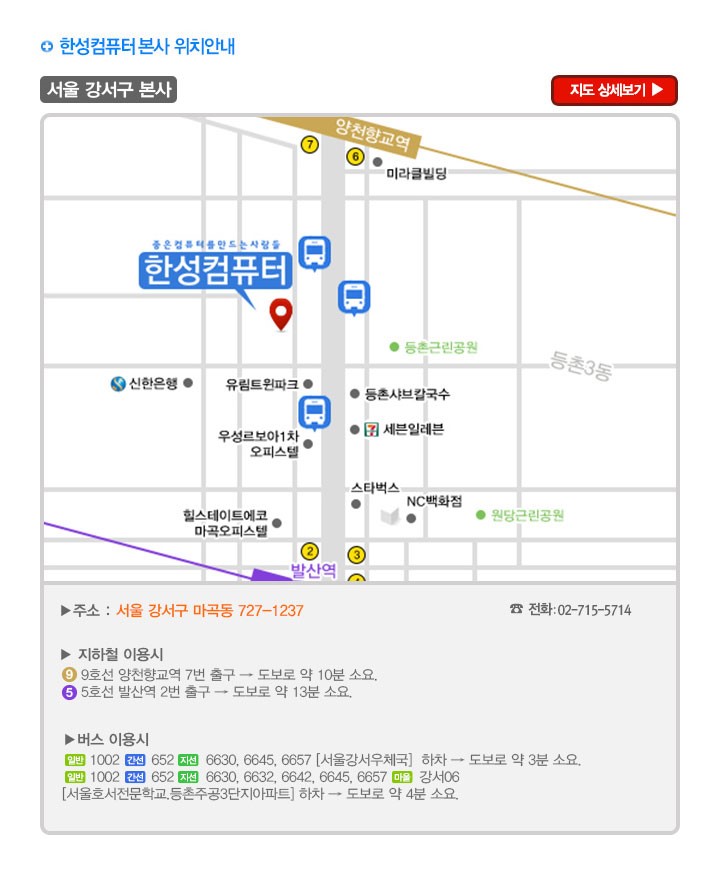 한성컴퓨터 본사 위치안내
서울 강서구 본사
지도 상세보기 ▶
양천향교역
7
6
미라클빌딩
좋은컴퓨터를만드는사람들
한성컴퓨터
등촌근린공원
등촌3동
신한은행
유림트윈파크
등촌샤브칼국수
우성르보아1차
오피스텔
7
세븐일레븐
스타벅스
NC백화점
힐스테이트에코
마곡오피스텔
원당근린공원
2
3
발산역
4
▶주소 : 서울 강서구 마곡동 727-1237
☎ 전화:02-715-5714
▶ 지하철 이용시
9 9호선 양천향교역 7번 출구 → 도보로 약 10분 소요.
5 5호선 발산역 2번 출구 → 도보로 약 13분 소요.
▶버스 이용시
일반 1002 간선 652 지선 6630, 6645, 6657 [서울강서우체국] 하차 → 도보로 약 3분 소요.
일반 1002 간선 652 지선 6630, 6632, 6642, 6645, 6657 마을 강서06
[서울호서전문학교.등촌주공3단지아파트] 하차 → 도보로 약 4분 소요.